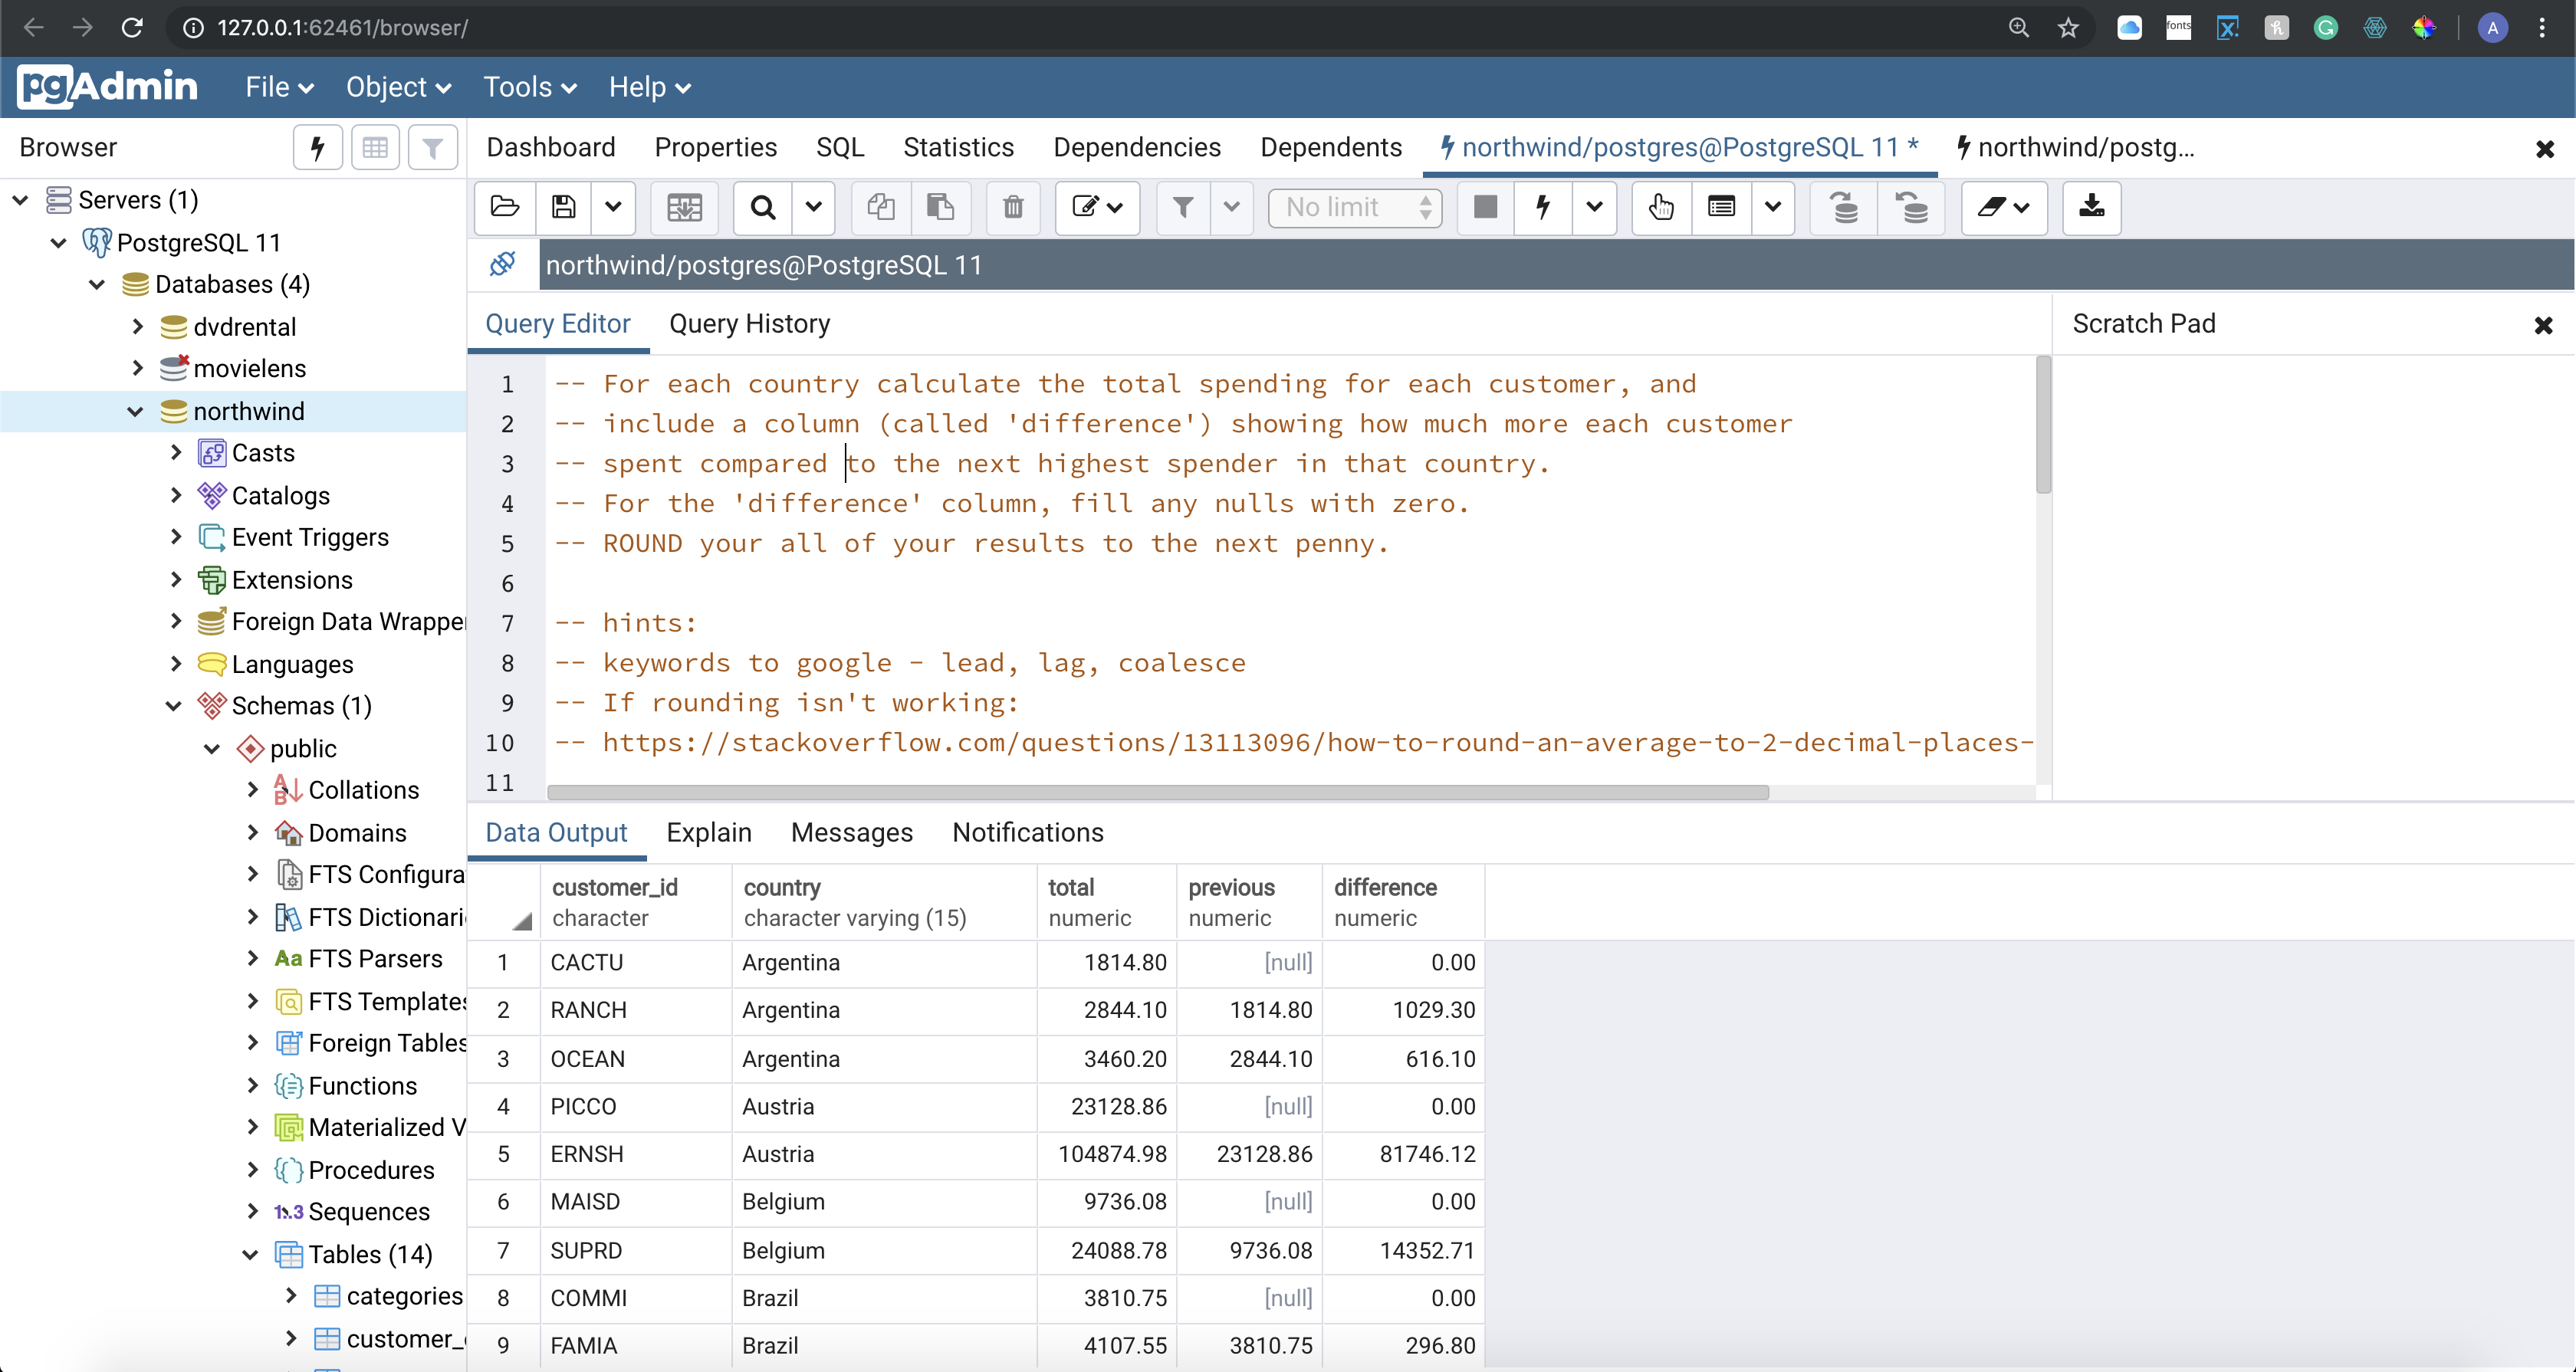 127.0.0.1:62461/browser/
fonts
A
pgAdmin
File
Object
Tools
Help
Browser
Dashboard
Properties
SQL
Statistics
Dependencies
Dependents
northwind/postgres@PostgreSQL 11 *
northwind/postg...
Servers (1)
PostgreSQL 11
Databases (4)
dvdrental
movielens
northwind
Casts
Catalogs
Event Triggers
Extensions
Foreign Data Wrapper
Languages
Schemas (1)
public
Collations
Domains
FTS Configura
FTS Dictionari
FTS Parsers
FTS Templates
Foreign Tables
Functions
Materialized V
Procedures
Sequences
Tables (14)
categories
customer_
No limit
northwind/postgres@PostgreSQL 11
Query Editor
Query History
Scratch Pad
1 -- For each country calculate the total spending for each customer, and
2 -- include a column (called 'difference') showing how much more each customer
3 -- spent compared to the next highest spender in that country.
4 -- For the 'difference' column, fill any nulls with zero.
5 -- ROUND your all of your results to the next penny.
6
7 -- hints:
8 -- keywords to google - lead, lag, coalesce
9 -- If rounding isn't working:
10 -- https://stackoverflow.com/questions/13113096/how-to-round-an-average-to-2-decimal-places-
11
Data Output
Explain
Messages
Notifications
customer_id country total previous difference
character character varying (15) numeric numeric numeric
1 CACTU Argentina 1814.80 [null] 0.00
2 RANCH Argentina 2844.10 1814.80 1029.30
3 OCEAN Argentina 3460.20 2844.10 616.10
4 PICCO Austria 23128.86 [null] 0.00
5 ERNSH Austria 104874.98 23128.86 81746.12
6 MAISD Belgium 9736.08 [null] 0.00
7 SUPRD Belgium 24088.78 9736.08 14352.71
8 COMMI Brazil 3810.75 [null] 0.00
9 FAMIA Brazil 4107.55 3810.75 296.80